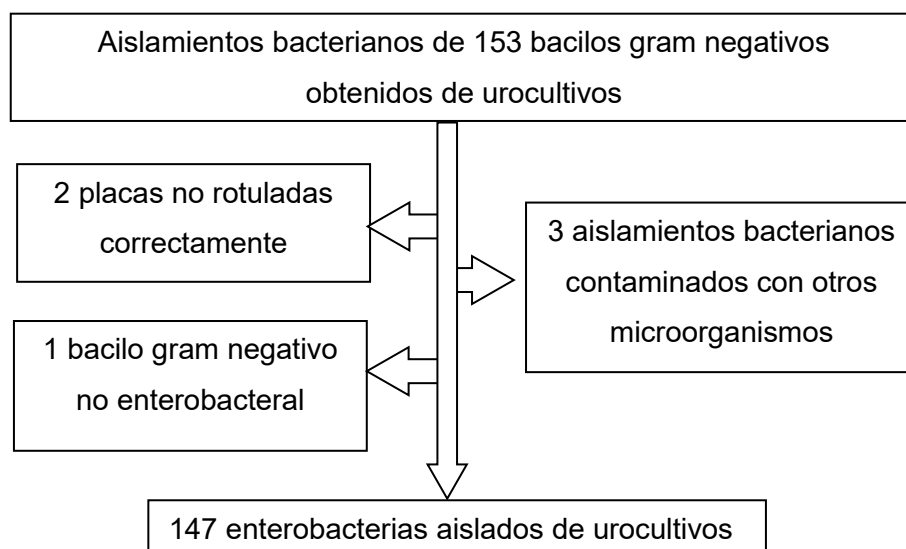 Aislamientos bacterianos de 153 bacilos gram negativos
obtenidos de urocultivos
2 placas no rotuladas
correctamente
3 aislamientos bacterianos
contaminados con otros
microorganismos
1 bacilo gram negativo
no enterobacteral
147 enterobacterias aislados de urocultivos